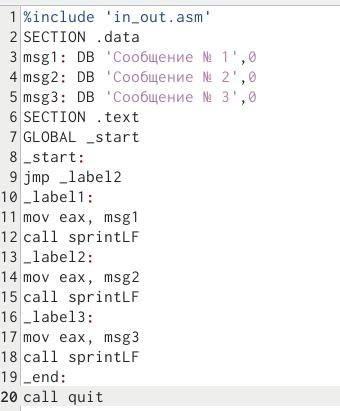 1 %include 'in_out.asm'
2 SECTION .data
3 msg1: DB 'Сообщение № 1',0
4 msg2: DB 'Сообщение № 2',0
5 msg3: DB 'Сообщение № 3',0
6 SECTION .text
7 GLOBAL _start
8 _start:
9 jmp _label2
10 _label1:
11 mov eax, msg1
12 call sprintLF
13 _label2:
14 mov eax, msg2
15 call sprintLF
16 _label3:
17 mov eax, msg3
18 call sprintLF
19 _end:
20 call quit